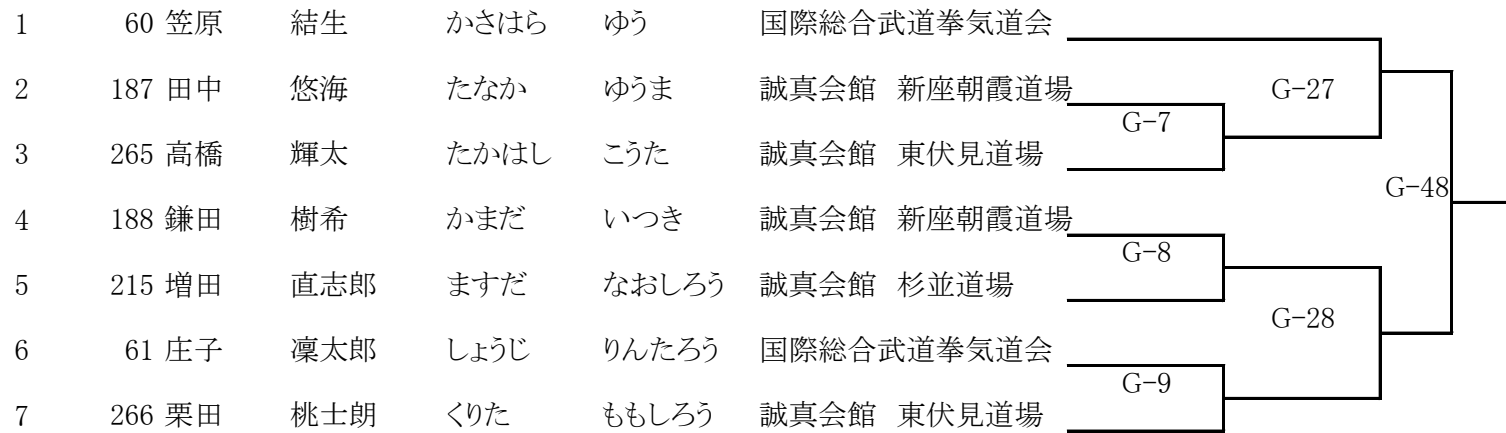 1 60 笠原 結生 かさはら ゆう 国際総合武道拳気道会
2 187 田中 悠海 たなか ゆうま 誠真会館 新座朝霞道場 G-27
G-7
3 265 高橋 輝太 たかはし こうた 誠真会館 東伏見道場
G-48
4 188 鎌田 樹希 かまだ いつき 誠真会館 新座朝霞道場
G-8
5 215 増田 直志郎 ますだ なおしろう 誠真会館 杉並道場
G-28
6 61 庄子 凜太郎 しょうじ りんたろう 国際総合武道拳気道会
G-9
7 266 栗田 桃士朗 くりた ももしろう 誠真会館 東伏見道場